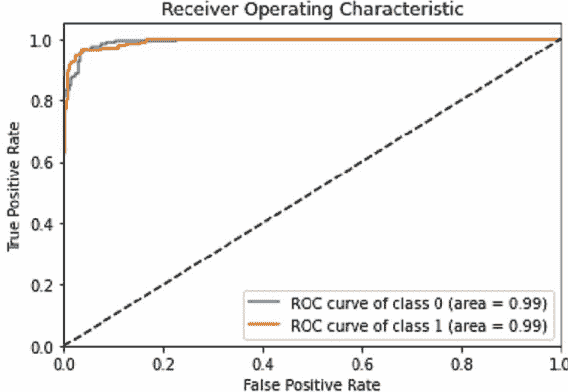 Receiver Operating Characteristic
1.0
0.8
0.6
0.4
0.2
0.0
True Positive Rate
ROC curve of class 0 (area = 0.99)
ROC curve of class 1 (area = 0.99)
0.0 0.2 0.4 0.6 0.8 1.0
False Positive Rate